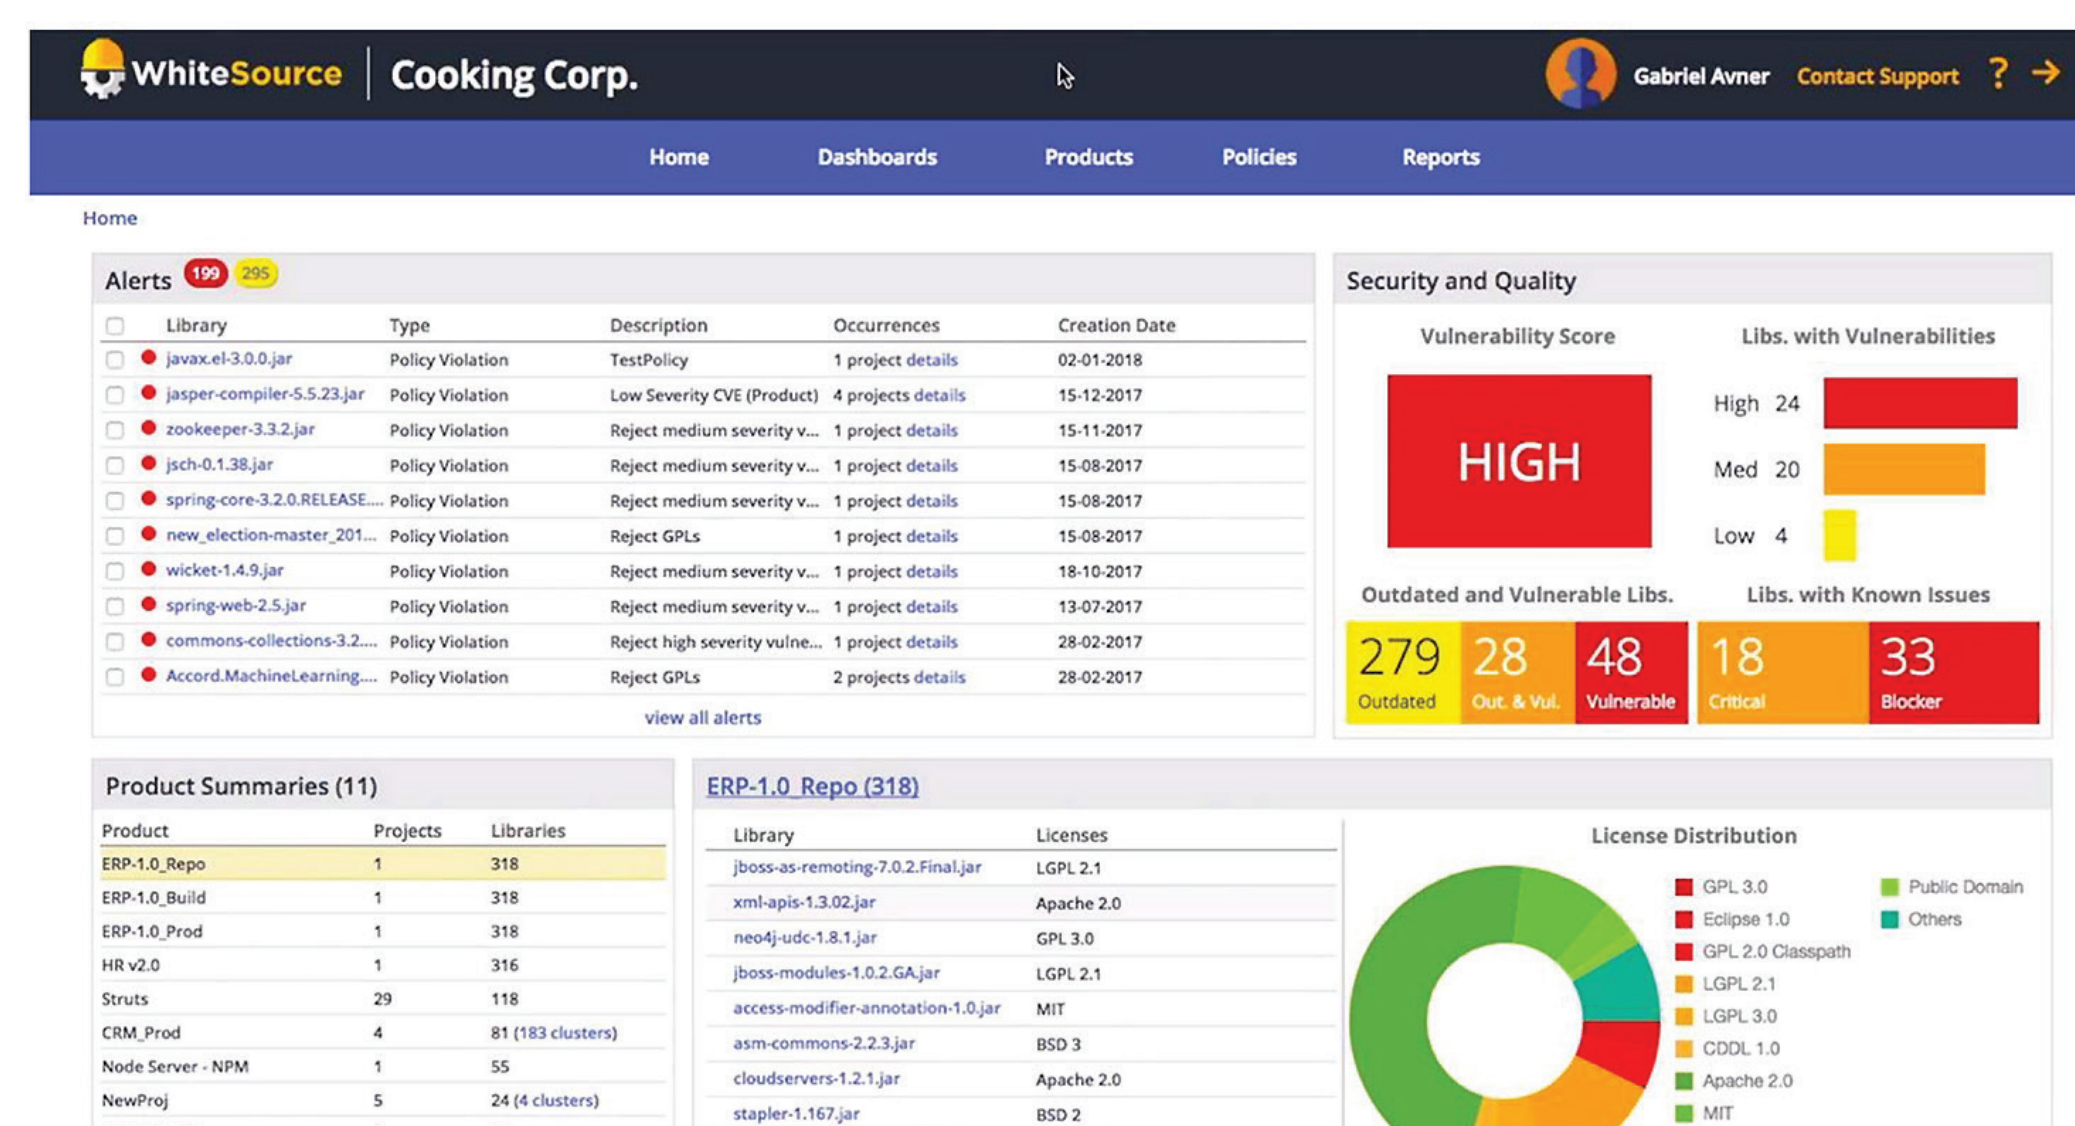 WhiteSource | Cooking Corp.
Gabriel Avner Contact Support ? →
Home Dashboards Products Policies Reports
Home
Alerts 199 295
Library Type Description Occurrences Creation Date
javax.el-3.0.0.jar Policy Violation TestPolicy 1 project details 02-01-2018
jasper-compiler-5.5.23.jar Policy Violation Low Severity CVE (Product) 4 projects details 15-12-2017
zookeeper-3.3.2.jar Policy Violation Reject medium severity v... 1 project details 15-11-2017
jsch-0.1.38.jar Policy Violation Reject medium severity v... 1 project details 15-08-2017
spring-core-3.2.0.RELEASE.... Policy Violation Reject medium severity v... 1 project details 15-08-2017
new_election-master_201... Policy Violation Reject GPLs 1 project details 15-08-2017
wicket-1.4.9.jar Policy Violation Reject medium severity v... 1 project details 18-10-2017
spring-web-2.5.jar Policy Violation Reject medium severity v... 1 project details 13-07-2017
commons-collections-3.2.... Policy Violation Reject high severity vulne... 1 project details 28-02-2017
Accord.MachineLearning.... Policy Violation Reject GPLs 2 projects details 28-02-2017
view all alerts
Security and Quality
Vulnerability Score
HIGH
Libs. with Vulnerabilities
High 24
Med 20
Low 4
Outdated and Vulnerable Libs.
279 28 48
Outdated Out. & Vul. Vulnerable
Libs. with Known Issues
18 33
Critical Blocker
Product Summaries (11)
Product Projects Libraries
ERP-1.0_Repo 1 318
ERP-1.0_Build 1 318
ERP-1.0_Prod 1 318
HR v2.0 1 316
Struts 29 118
CRM_Prod 4 81 (183 clusters)
Node Server - NPM 1 55
NewProj 5 24 (4 clusters)
ERP-1.0_Repo (318)
Library Licenses
jboss-as-remoting-7.0.2.Final.jar LGPL 2.1
xml-apis-1.3.02.jar Apache 2.0
neo4j-udc-1.8.1.jar GPL 3.0
jboss-modules-1.0.2.GA.jar LGPL 2.1
access-modifier-annotation-1.0.jar MIT
asm-commons-2.2.3.jar BSD 3
cloudservers-1.2.1.jar Apache 2.0
stapler-1.167.jar BSD 2
License Distribution
GPL 3.0
Eclipse 1.0
GPL 2.0 Classpath
LGPL 2.1
LGPL 3.0
CDDL 1.0
Apache 2.0
MIT
Public Domain
Others